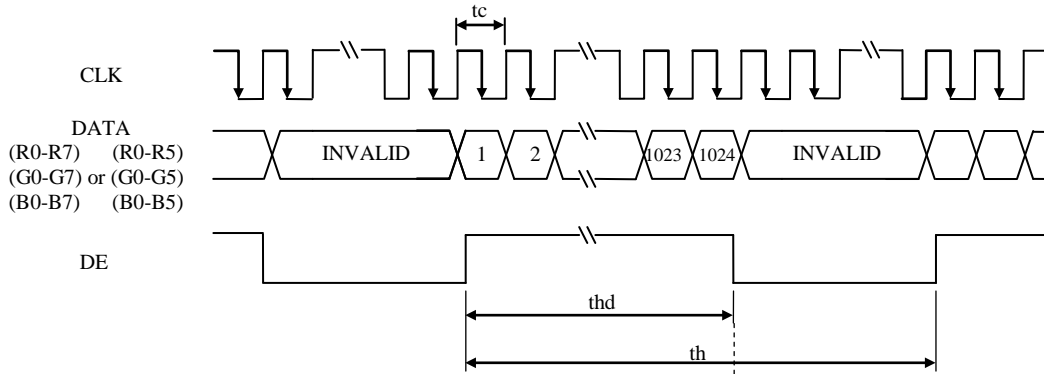 tc
CLK
DATA
(R0-R7) (R0-R5)
(G0-G7) or (G0-G5)
(B0-B7) (B0-B5)
INVALID 1 2 1023 1024 INVALID
DE
thd
th